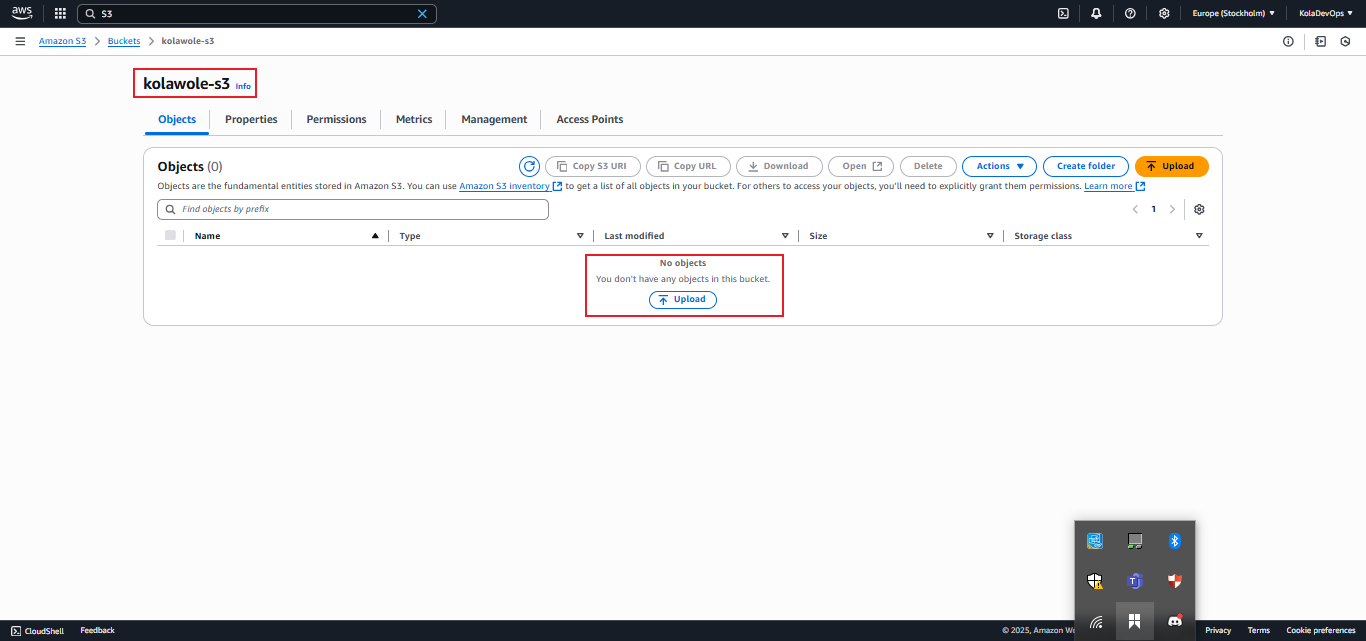 aws
S3
Europe (Stockholm)
KolaDevOps
Amazon S3
Buckets
kolawole-s3
kolawole-s3 Info
Objects
Properties
Permissions
Metrics
Management
Access Points
Objects (0)
Copy S3 URI
Copy URL
Download
Open
Delete
Actions
Create folder
Upload
Objects are the fundamental entities stored in Amazon S3. You can use Amazon S3 inventory to get a list of all objects in your bucket. For others to access your objects, you'll need to explicitly grant them permissions. Learn more
Find objects by prefix
1
Name
Type
Last modified
Size
Storage class
No objects
You don't have any objects in this bucket.
Upload
CloudShell
Feedback
© 2025, Amazon
Privacy
Terms
Cookie preferences